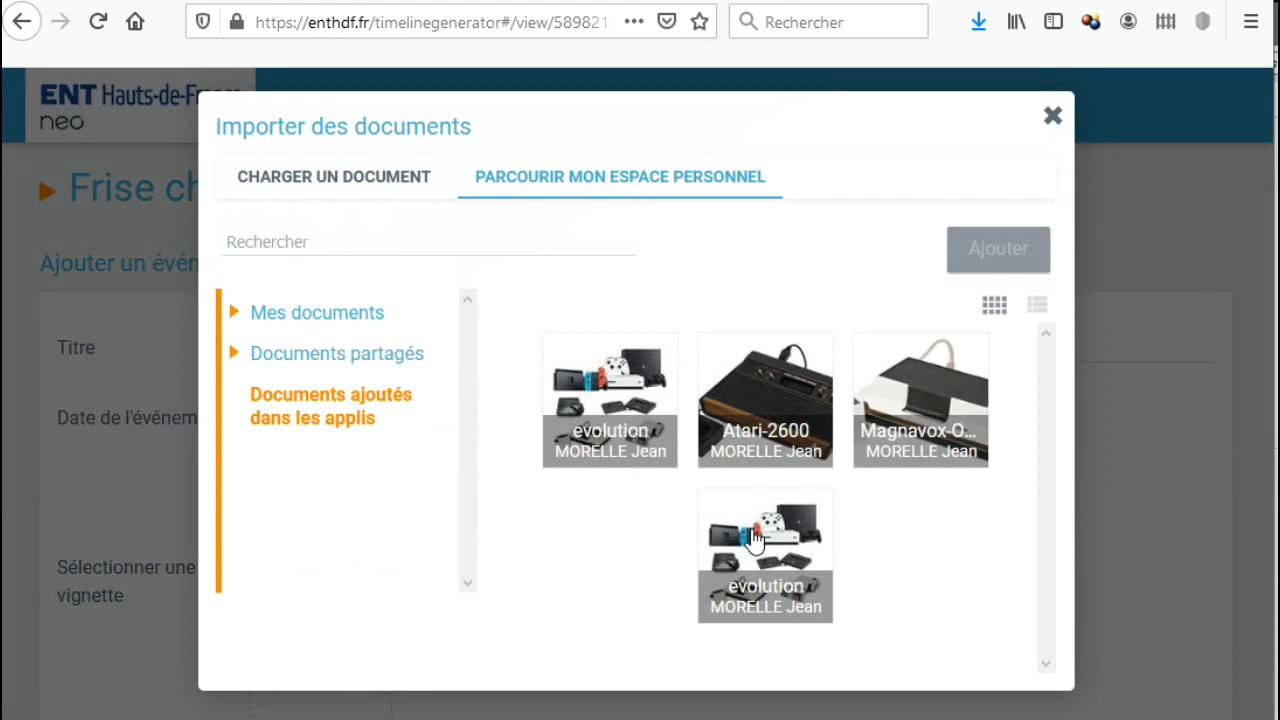 https://enthdf.fr/timelinegenerator#/view/589821
Rechercher
ENT Hauts-de-Fr
neo
Importer des documents
CHARGER UN DOCUMENT
PARCOURIR MON ESPACE PERSONNEL
Frise ch
Rechercher
Ajouter
Ajouter un évén
Mes documents
Documents partagés
Documents ajoutés
dans les applis
Titre
Date de l'événem
Sélectionner une
vignette
evolution
MORELLE Jean
Atari-2600
MORELLE Jean
Magnavox-O...
MORELLE Jean
evolution
MORELLE Jean